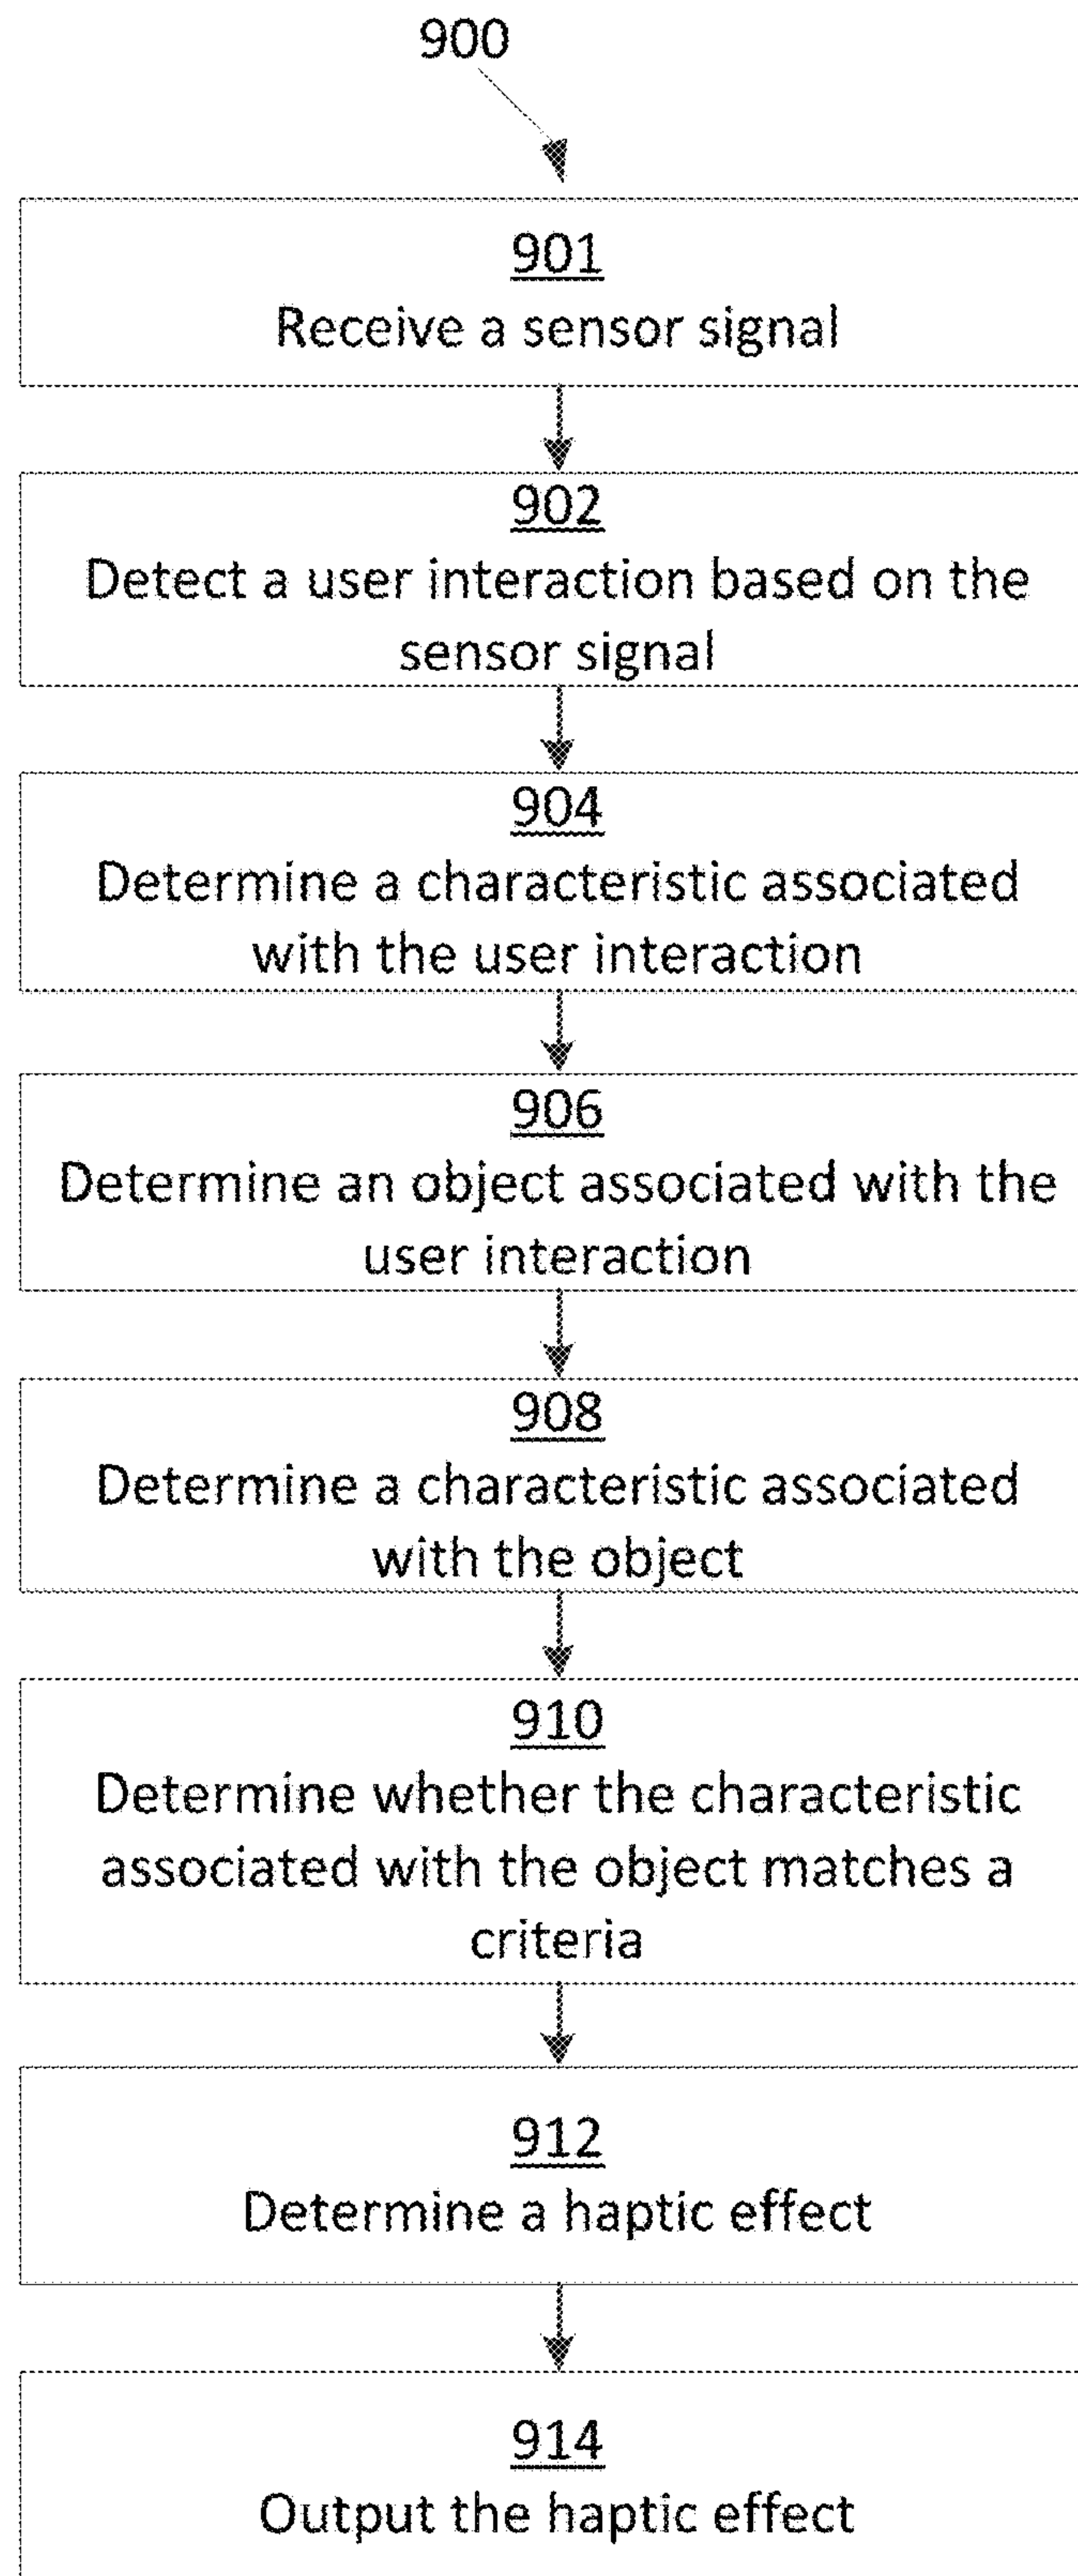 900
901
Receive a sensor signal
902
Detect a user interaction based on the
sensor signal
904
Determine a characteristic associated
with the user interaction
906
Determine an object associated with the
user interaction
908
Determine a characteristic associated
with the object
910
Determine whether the characteristic
associated with the object matches a
criteria
912
Determine a haptic effect
914
Output the haptic effect